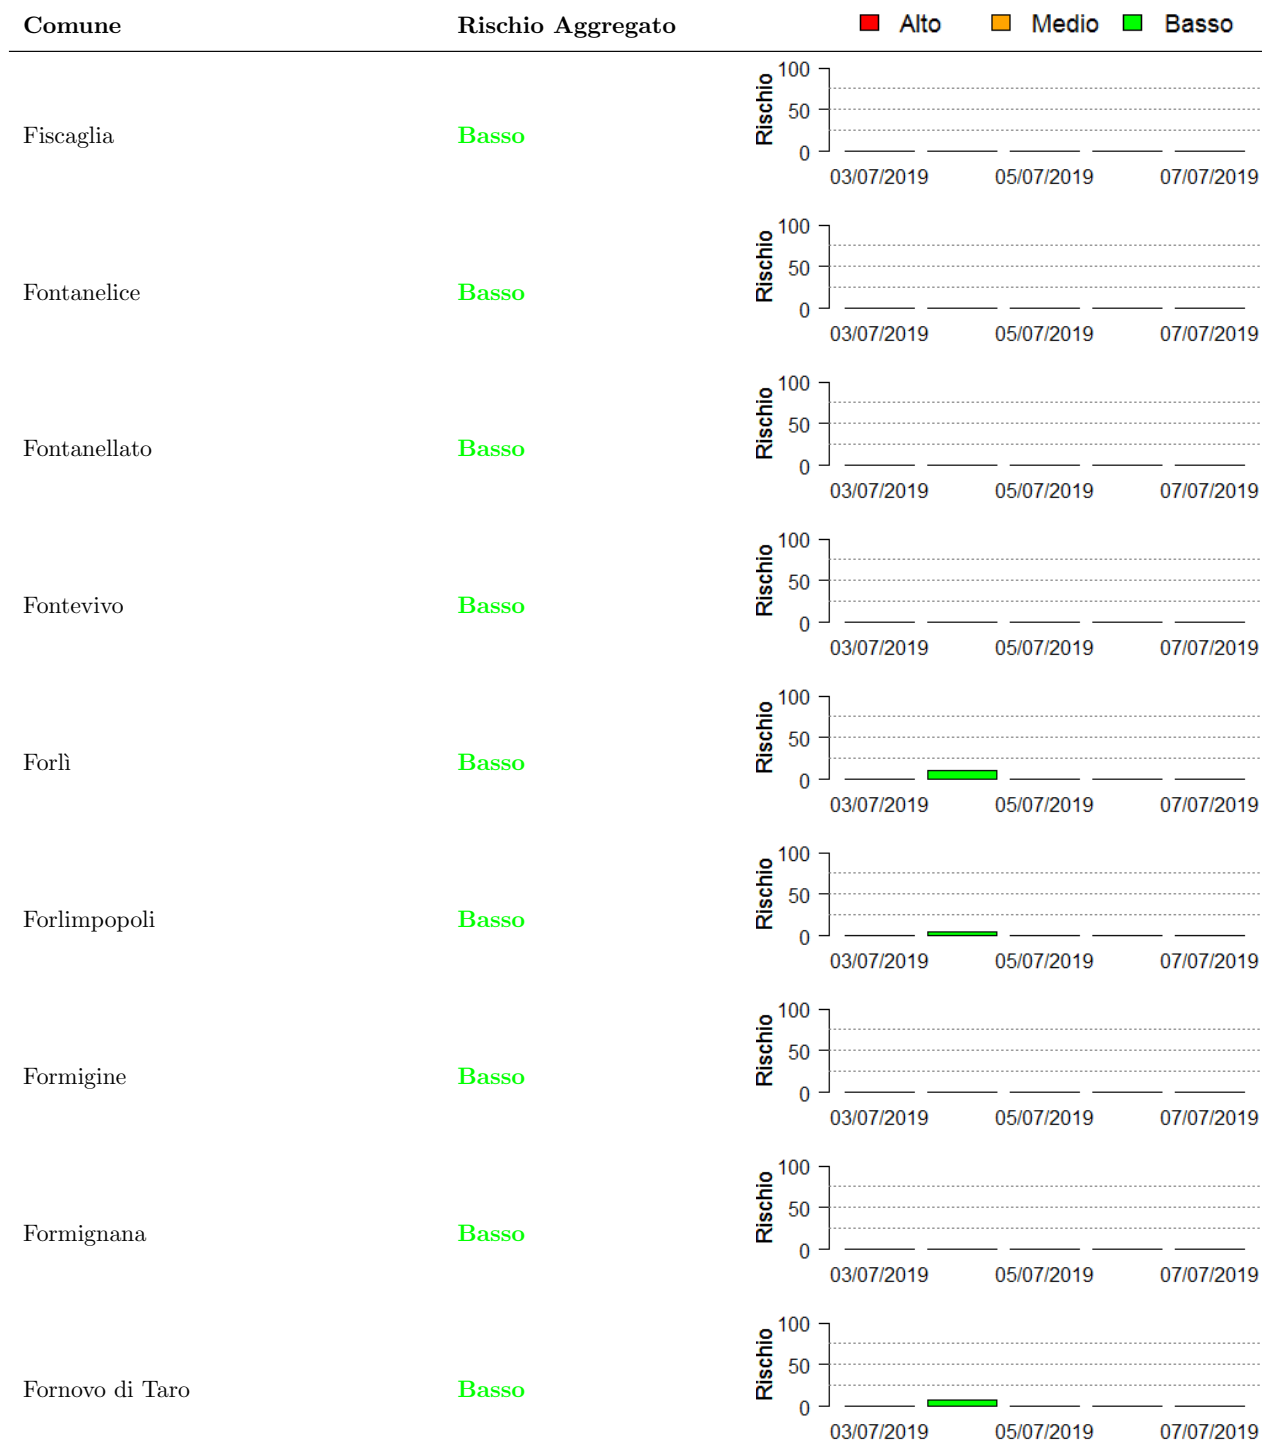 Comune Rischio Aggregato Alto Medio Basso
100
50
0
Rischio
Fiscaglia Basso
03/07/2019 05/07/2019 07/07/2019
100
50
0
Rischio
Fontanelice Basso
03/07/2019 05/07/2019 07/07/2019
100
50
0
Rischio
Fontanellato Basso
03/07/2019 05/07/2019 07/07/2019
100
50
0
Rischio
Fontevivo Basso
03/07/2019 05/07/2019 07/07/2019
100
50
0
Rischio
Forlì Basso
03/07/2019 05/07/2019 07/07/2019
100
50
0
Rischio
Forlimpopoli Basso
03/07/2019 05/07/2019 07/07/2019
100
50
0
Rischio
Formigine Basso
03/07/2019 05/07/2019 07/07/2019
100
50
0
Rischio
Formignana Basso
03/07/2019 05/07/2019 07/07/2019
100
50
0
Rischio
Fornovo di Taro Basso
03/07/2019 05/07/2019 07/07/2019